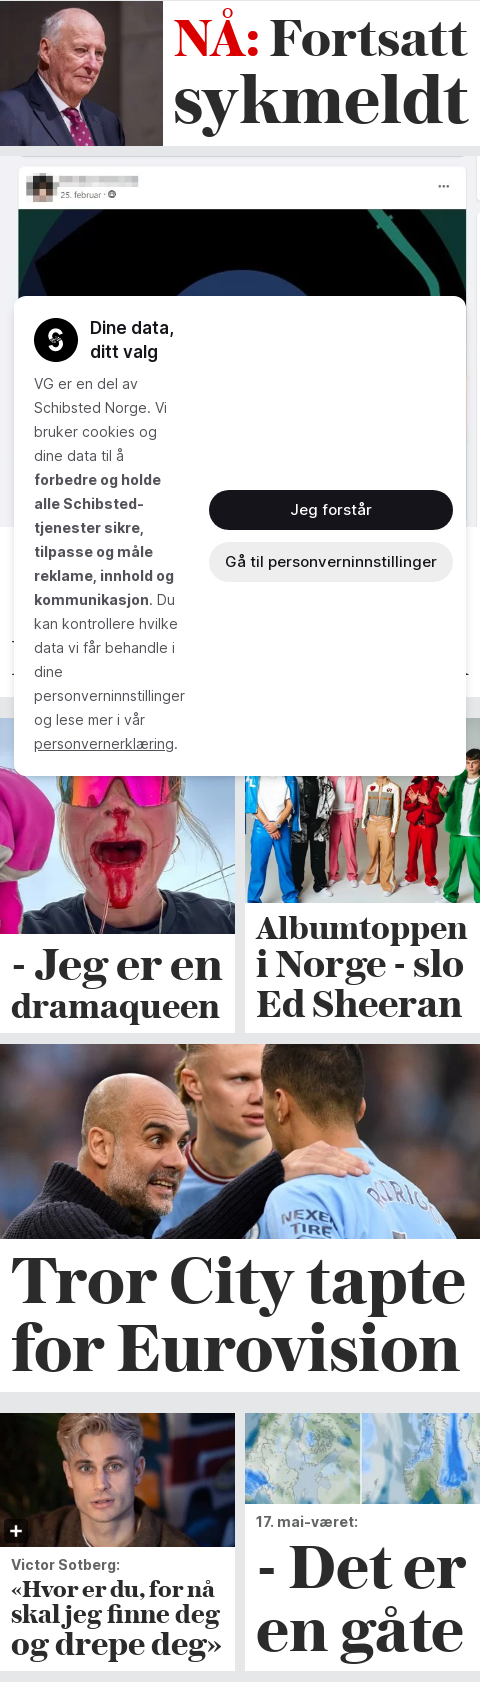 NÅ: Fortsatt
sykmeldt
25. februar
Dine data,
ditt valg
VG er en del av
Schibsted Norge. Vi
bruker cookies og
dine data til å
forbedre og holde
alle Schibsted-
tjenester sikre,
tilpasse og måle
reklame, innhold og
kommunikasjon. Du
kan kontrollere hvilke
data vi får behandle i
dine
personverninnstillinger
og lese mer i vår
personvernerklæring.
Jeg forstår
Gå til personverninnstillinger
- Jeg er en
dramaqueen
Albumtoppen
i Norge - slo
Ed Sheeran
RODRIGO
NEXEN
TIRE
Tror City tapte
for Eurovision
Victor Sotberg:
«Hvor er du, for nå
skal jeg finne deg
og drepe deg»
17. mai-været:
- Det er
en gåte